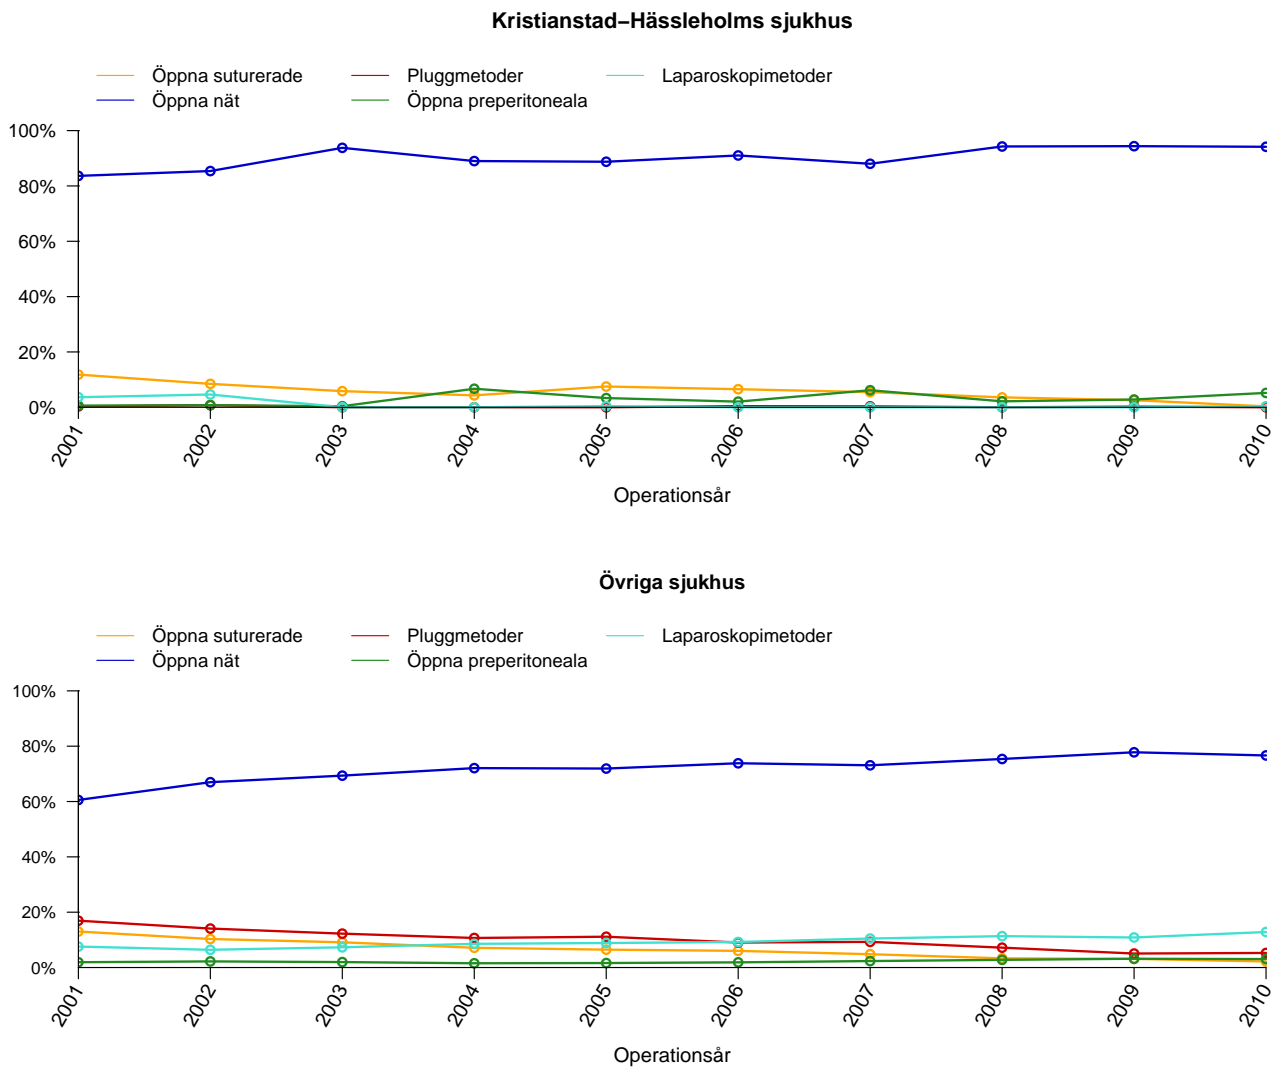 Kristianstad–Hässleholms sjukhus
Öppna suturerade Pluggmetoder Laparoskopimetoder
Öppna nät Öppna preperitoneala
100%
80%
60%
40%
20%
0%
2001 2002 2003 2004 2005 2006 2007 2008 2009 2010
Operationsår
Övriga sjukhus
Öppna suturerade Pluggmetoder Laparoskopimetoder
Öppna nät Öppna preperitoneala
100%
80%
60%
40%
20%
0%
2001 2002 2003 2004 2005 2006 2007 2008 2009 2010
Operationsår